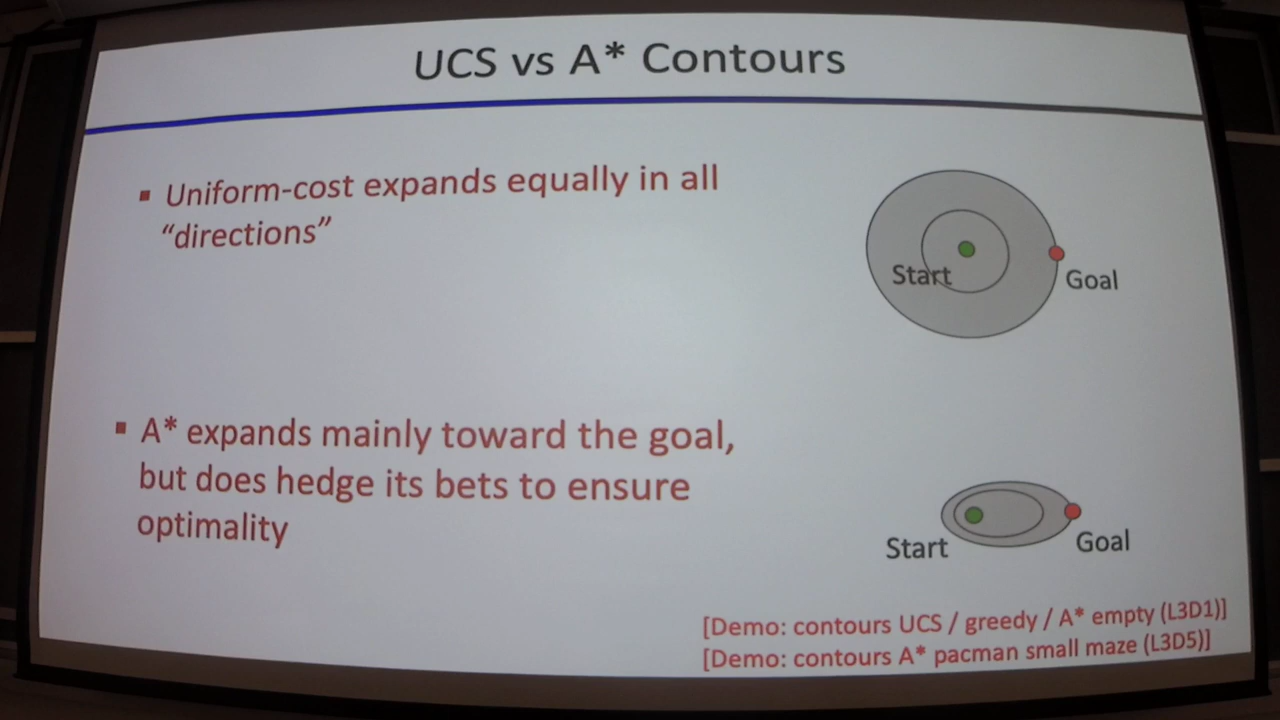 UCS vs A* Contours
▪ Uniform-cost expands equally in all
“directions”
Start
Goal
▪ A* expands mainly toward the goal,
but does hedge its bets to ensure
optimality
Start
Goal
[Demo: contours UCS / greedy / A* empty (L3D1)]
[Demo: contours A* pacman small maze (L3D5)]